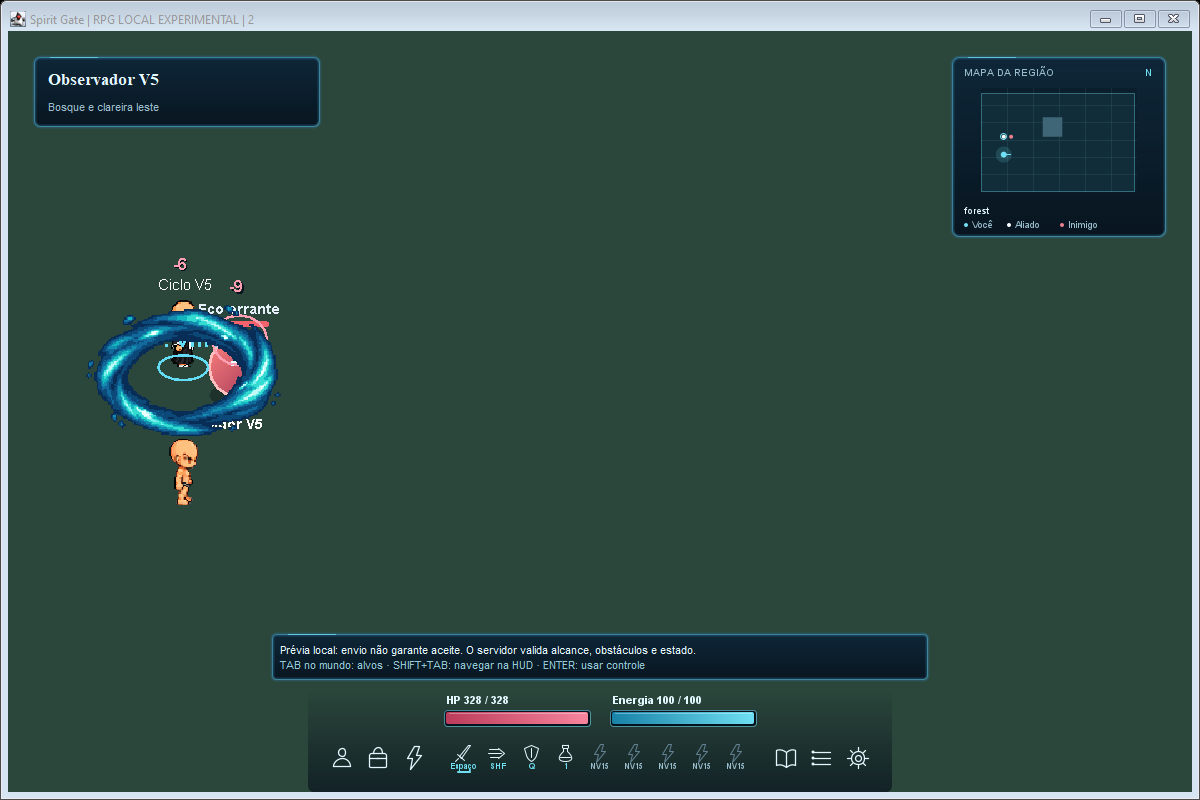 Spirit Gate | RPG LOCAL EXPERIMENTAL | 2
Observador V5
Bosque e clareira leste
MAPA DA REGIÃO
N
forest
Você
Aliado
Inimigo
-6
Ciclo V5
-9
Eco errante
V5
Prévia local: envio não garante aceite. O servidor valida alcance, obstáculos e estado.
TAB no mundo: alvos · SHIFT+TAB: navegar na HUD · ENTER: usar controle
HP 328 / 328
Energia 100 / 100
Espaço
SHF
Q
1
NV15
NV15
NV15
NV15
NV15